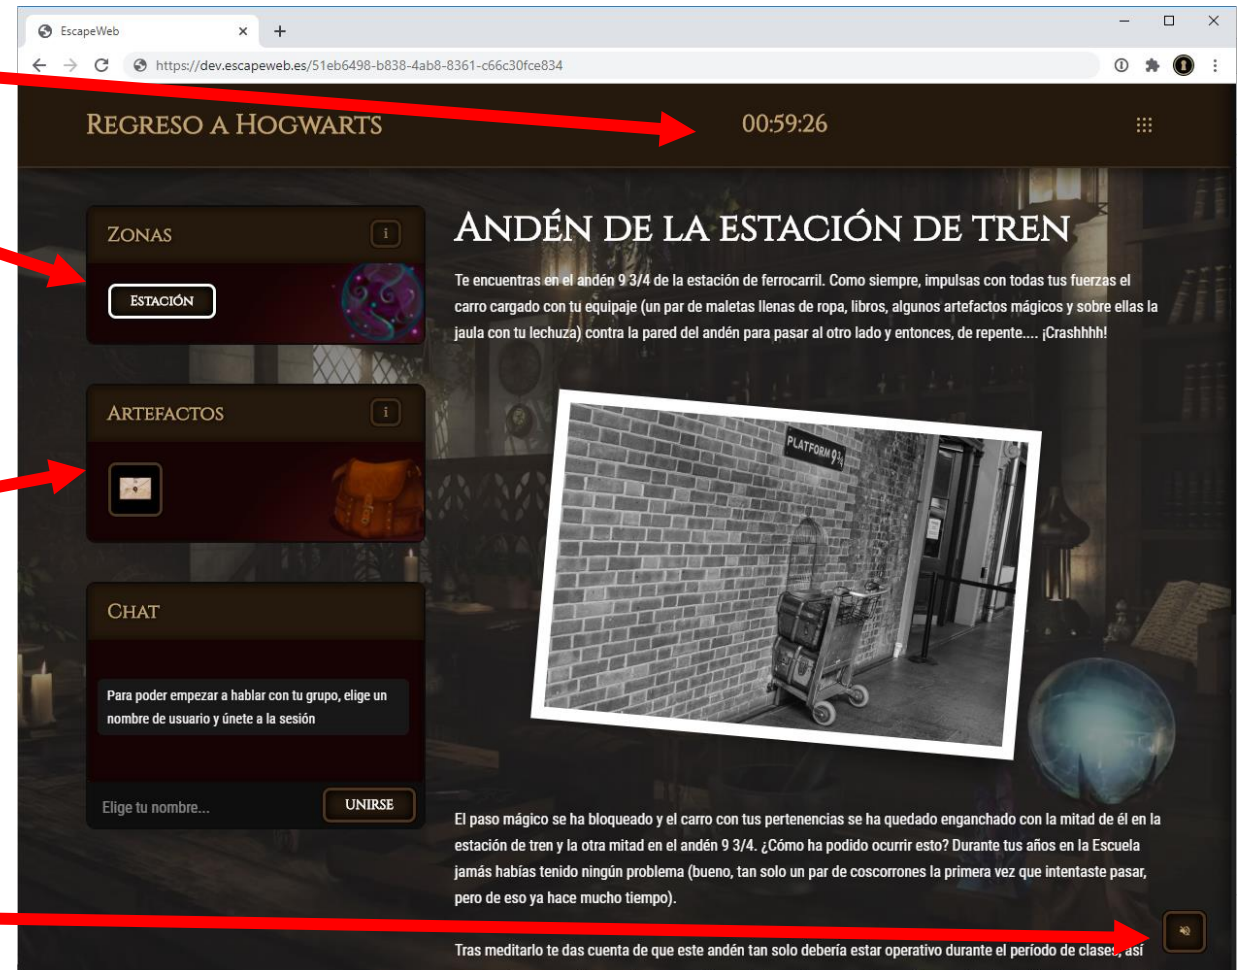 EscapeWeb
https://dev.escapeweb.es/51eb6498-b838-4ab8-8361-c66c30fce834
Regreso a Hogwarts
00:59:26
Zonas
i
Estación
Artefactos
i
Chat
Para poder empezar a hablar con tu grupo, elige un
nombre de usuario y únete a la sesión
Elige tu nombre...
UNIRSE
Andén de la estación de tren
Te encuentras en el andén 9 3/4 de la estación de ferrocarril. Como siempre, impulsas con todas tus fuerzas el
carro cargado con tu equipaje (un par de maletas llenas de ropa, libros, algunos artefactos mágicos y sobre ellas la
jaula con tu lechuza) contra la pared del andén para pasar al otro lado y entonces, de repente.... ¡Crashhhh!
PLATFORM 9¾
El paso mágico se ha bloqueado y el carro con tus pertenencias se ha quedado enganchado con la mitad de él en la
estación de tren y la otra mitad en el andén 9 3/4. ¿Cómo ha podido ocurrir esto? Durante tus años en la Escuela
jamás habías tenido ningún problema (bueno, tan solo un par de coscorrones la primera vez que intentaste pasar,
pero de eso ya hace mucho tiempo).
Tras meditarlo te das cuenta de que este andén tan solo debería estar operativo durante el período de clases, así